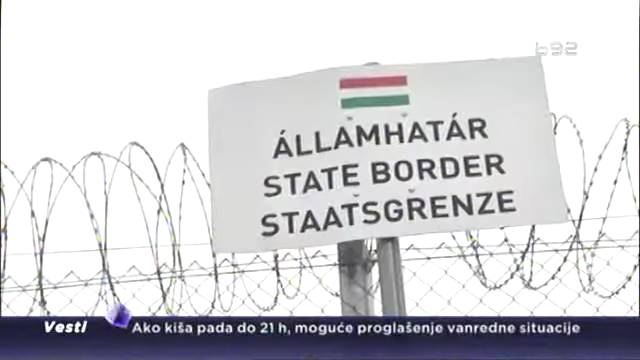 B92
ÁLLAMHATÁR
STATE BORDER
STAATSGRENZE
Vesti
Ako kiša pada do 21 h, moguće proglašenje vanredne situacije